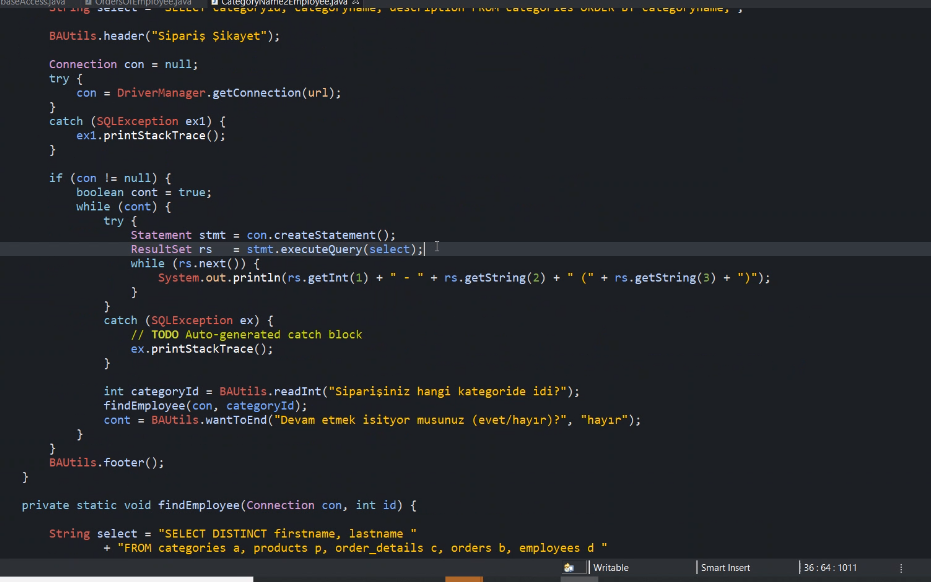 baseAccess.java OrdersOfEmployee.java CategoryName2Employee.java
String select = "SELECT categoryid, categoryname, description FROM categories ORDER BY categoryname;";
BAUtils.header("Sipariş Şikayet");
Connection con = null;
try {
con = DriverManager.getConnection(url);
}
catch (SQLException ex1) {
ex1.printStackTrace();
}
if (con != null) {
boolean cont = true;
while (cont) {
try {
Statement stmt = con.createStatement();
ResultSet rs = stmt.executeQuery(select);
while (rs.next()) {
System.out.println(rs.getInt(1) + " - " + rs.getString(2) + " (" + rs.getString(3) + ")");
}
}
catch (SQLException ex) {
// TODO Auto-generated catch block
ex.printStackTrace();
}
int categoryId = BAUtils.readInt("Siparişiniz hangi kategoride idi?");
findEmployee(con, categoryId);
cont = BAUtils.wantToEnd("Devam etmek isityor musunuz (evet/hayır)?", "hayır");
}
}
BAUtils.footer();
}
private static void findEmployee(Connection con, int id) {
String select = "SELECT DISTINCT firstname, lastname "
+ "FROM categories a, products p, order_details c, orders b, employees d "
Writable Smart Insert 36 : 64 : 1011